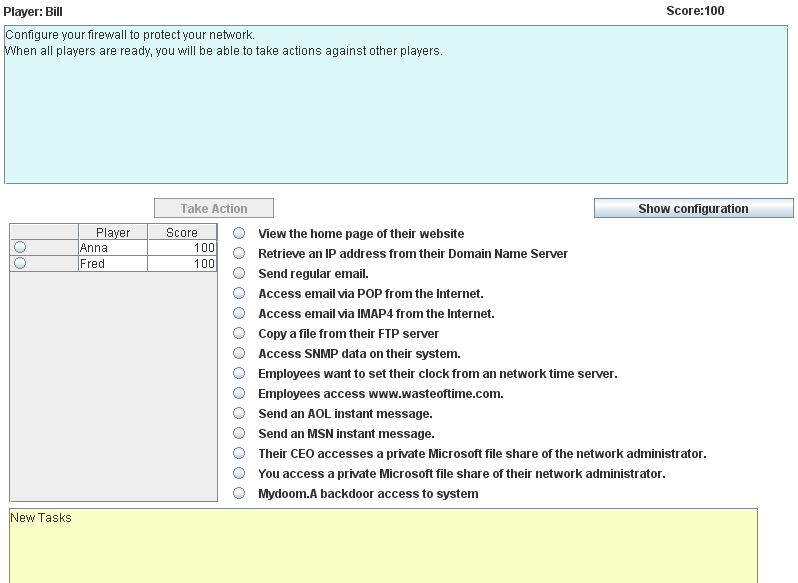 Player: Bill Score:100
Configure your firewall to protect your network.
When all players are ready, you will be able to take actions against other players.
Take Action Show configuration
Player Score
Anna 100
Fred 100
View the home page of their website
Retrieve an IP address from their Domain Name Server
Send regular email.
Access email via POP from the Internet.
Access email via IMAP4 from the Internet.
Copy a file from their FTP server
Access SNMP data on their system.
Employees want to set their clock from an network time server.
Employees access www.wasteoftime.com.
Send an AOL instant message.
Send an MSN instant message.
Their CEO accesses a private Microsoft file share of the network administrator.
You access a private Microsoft file share of their network administrator.
Mydoom.A backdoor access to system
New Tasks